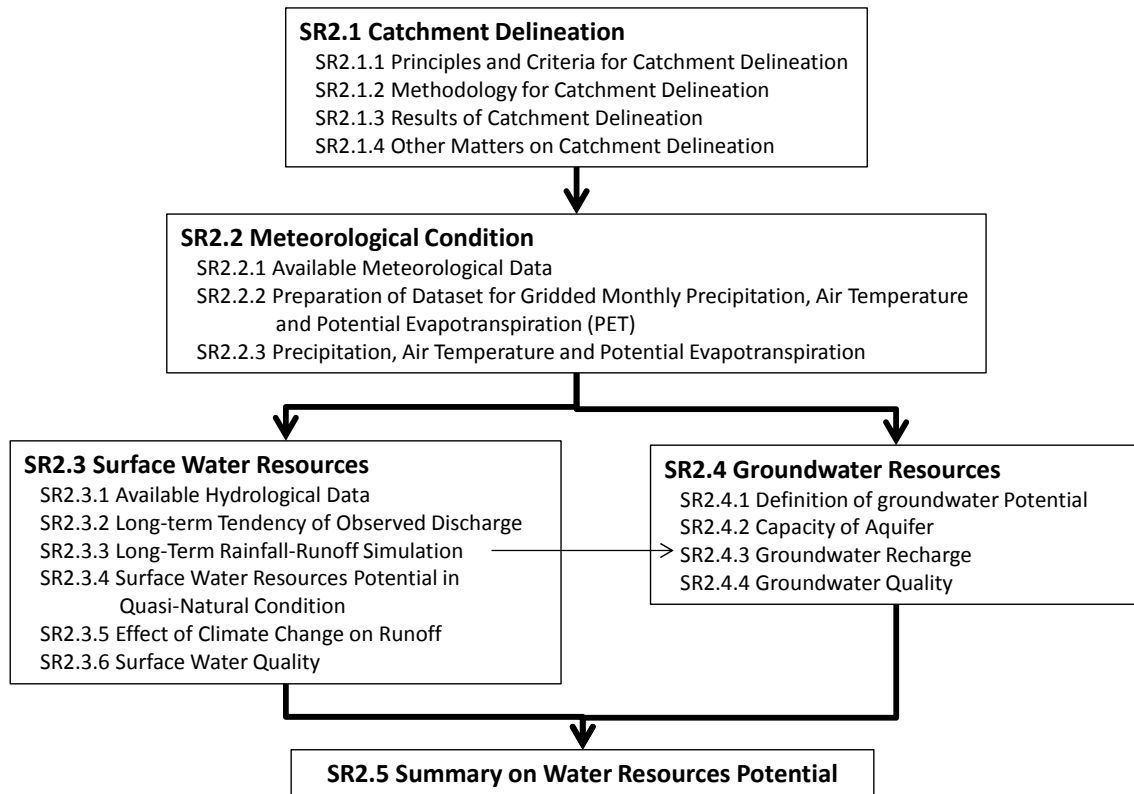 SR2.1 Catchment Delineation
SR2.1.1 Principles and Criteria for Catchment Delineation
SR2.1.2 Methodology for Catchment Delineation
SR2.1.3 Results of Catchment Delineation
SR2.1.4 Other Matters on Catchment Delineation
SR2.2 Meteorological Condition
SR2.2.1 Available Meteorological Data
SR2.2.2 Preparation of Dataset for Gridded Monthly Precipitation, Air Temperature
and Potential Evapotranspiration (PET)
SR2.2.3 Precipitation, Air Temperature and Potential Evapotranspiration
SR2.3 Surface Water Resources
SR2.3.1 Available Hydrological Data
SR2.3.2 Long-term Tendency of Observed Discharge
SR2.3.3 Long-Term Rainfall-Runoff Simulation
SR2.3.4 Surface Water Resources Potential in
Quasi-Natural Condition
SR2.3.5 Effect of Climate Change on Runoff
SR2.3.6 Surface Water Quality
SR2.4 Groundwater Resources
SR2.4.1 Definition of groundwater Potential
SR2.4.2 Capacity of Aquifer
SR2.4.3 Groundwater Recharge
SR2.4.4 Groundwater Quality
SR2.5 Summary on Water Resources Potential